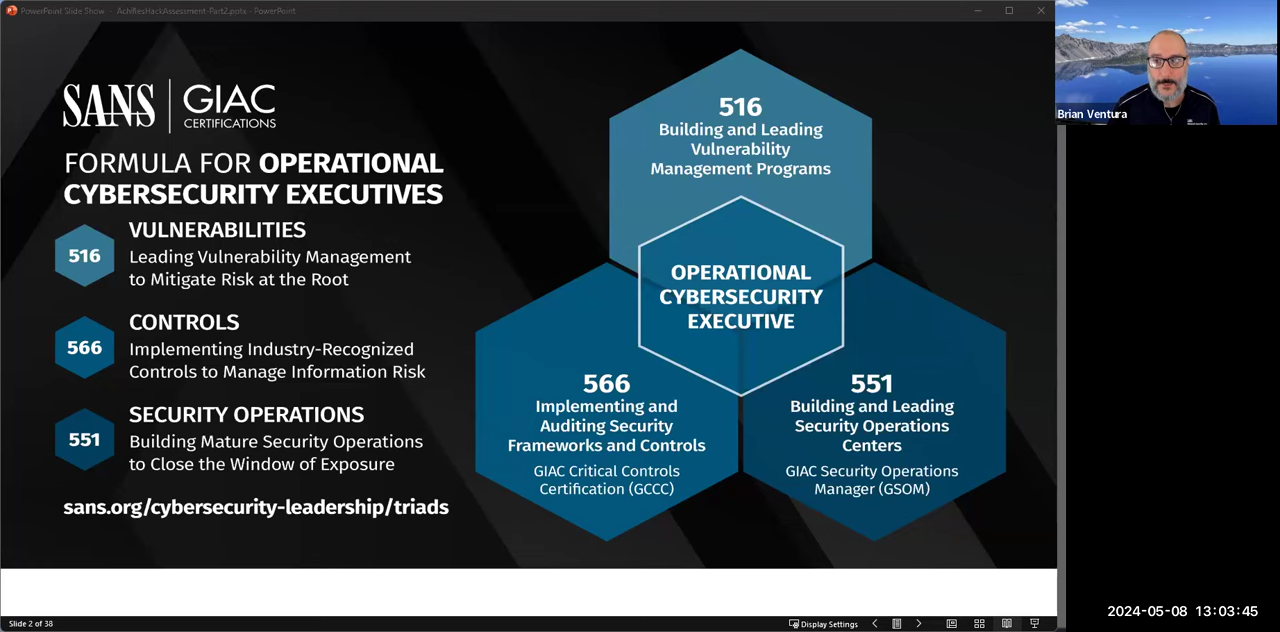 PowerPoint Slide Show - AchillesHackAssessment-Part2.potx - PowerPoint
SANS | GIAC
CERTIFICATIONS
FORMULA FOR OPERATIONAL
CYBERSECURITY EXECUTIVES
516
VULNERABILITIES
Leading Vulnerability Management
to Mitigate Risk at the Root
566
CONTROLS
Implementing Industry-Recognized
Controls to Manage Information Risk
551
SECURITY OPERATIONS
Building Mature Security Operations
to Close the Window of Exposure
sans.org/cybersecurity-leadership/triads
516
Building and Leading
Vulnerability
Management Programs
OPERATIONAL
CYBERSECURITY
EXECUTIVE
566
Implementing and
Auditing Security
Frameworks and Controls
GIAC Critical Controls
Certification (GCCC)
551
Building and Leading
Security Operations
Centers
GIAC Security Operations
Manager (GSOM)
Brian Ventura
Slide 2 of 38
Display Settings
2024-05-08 13:03:45